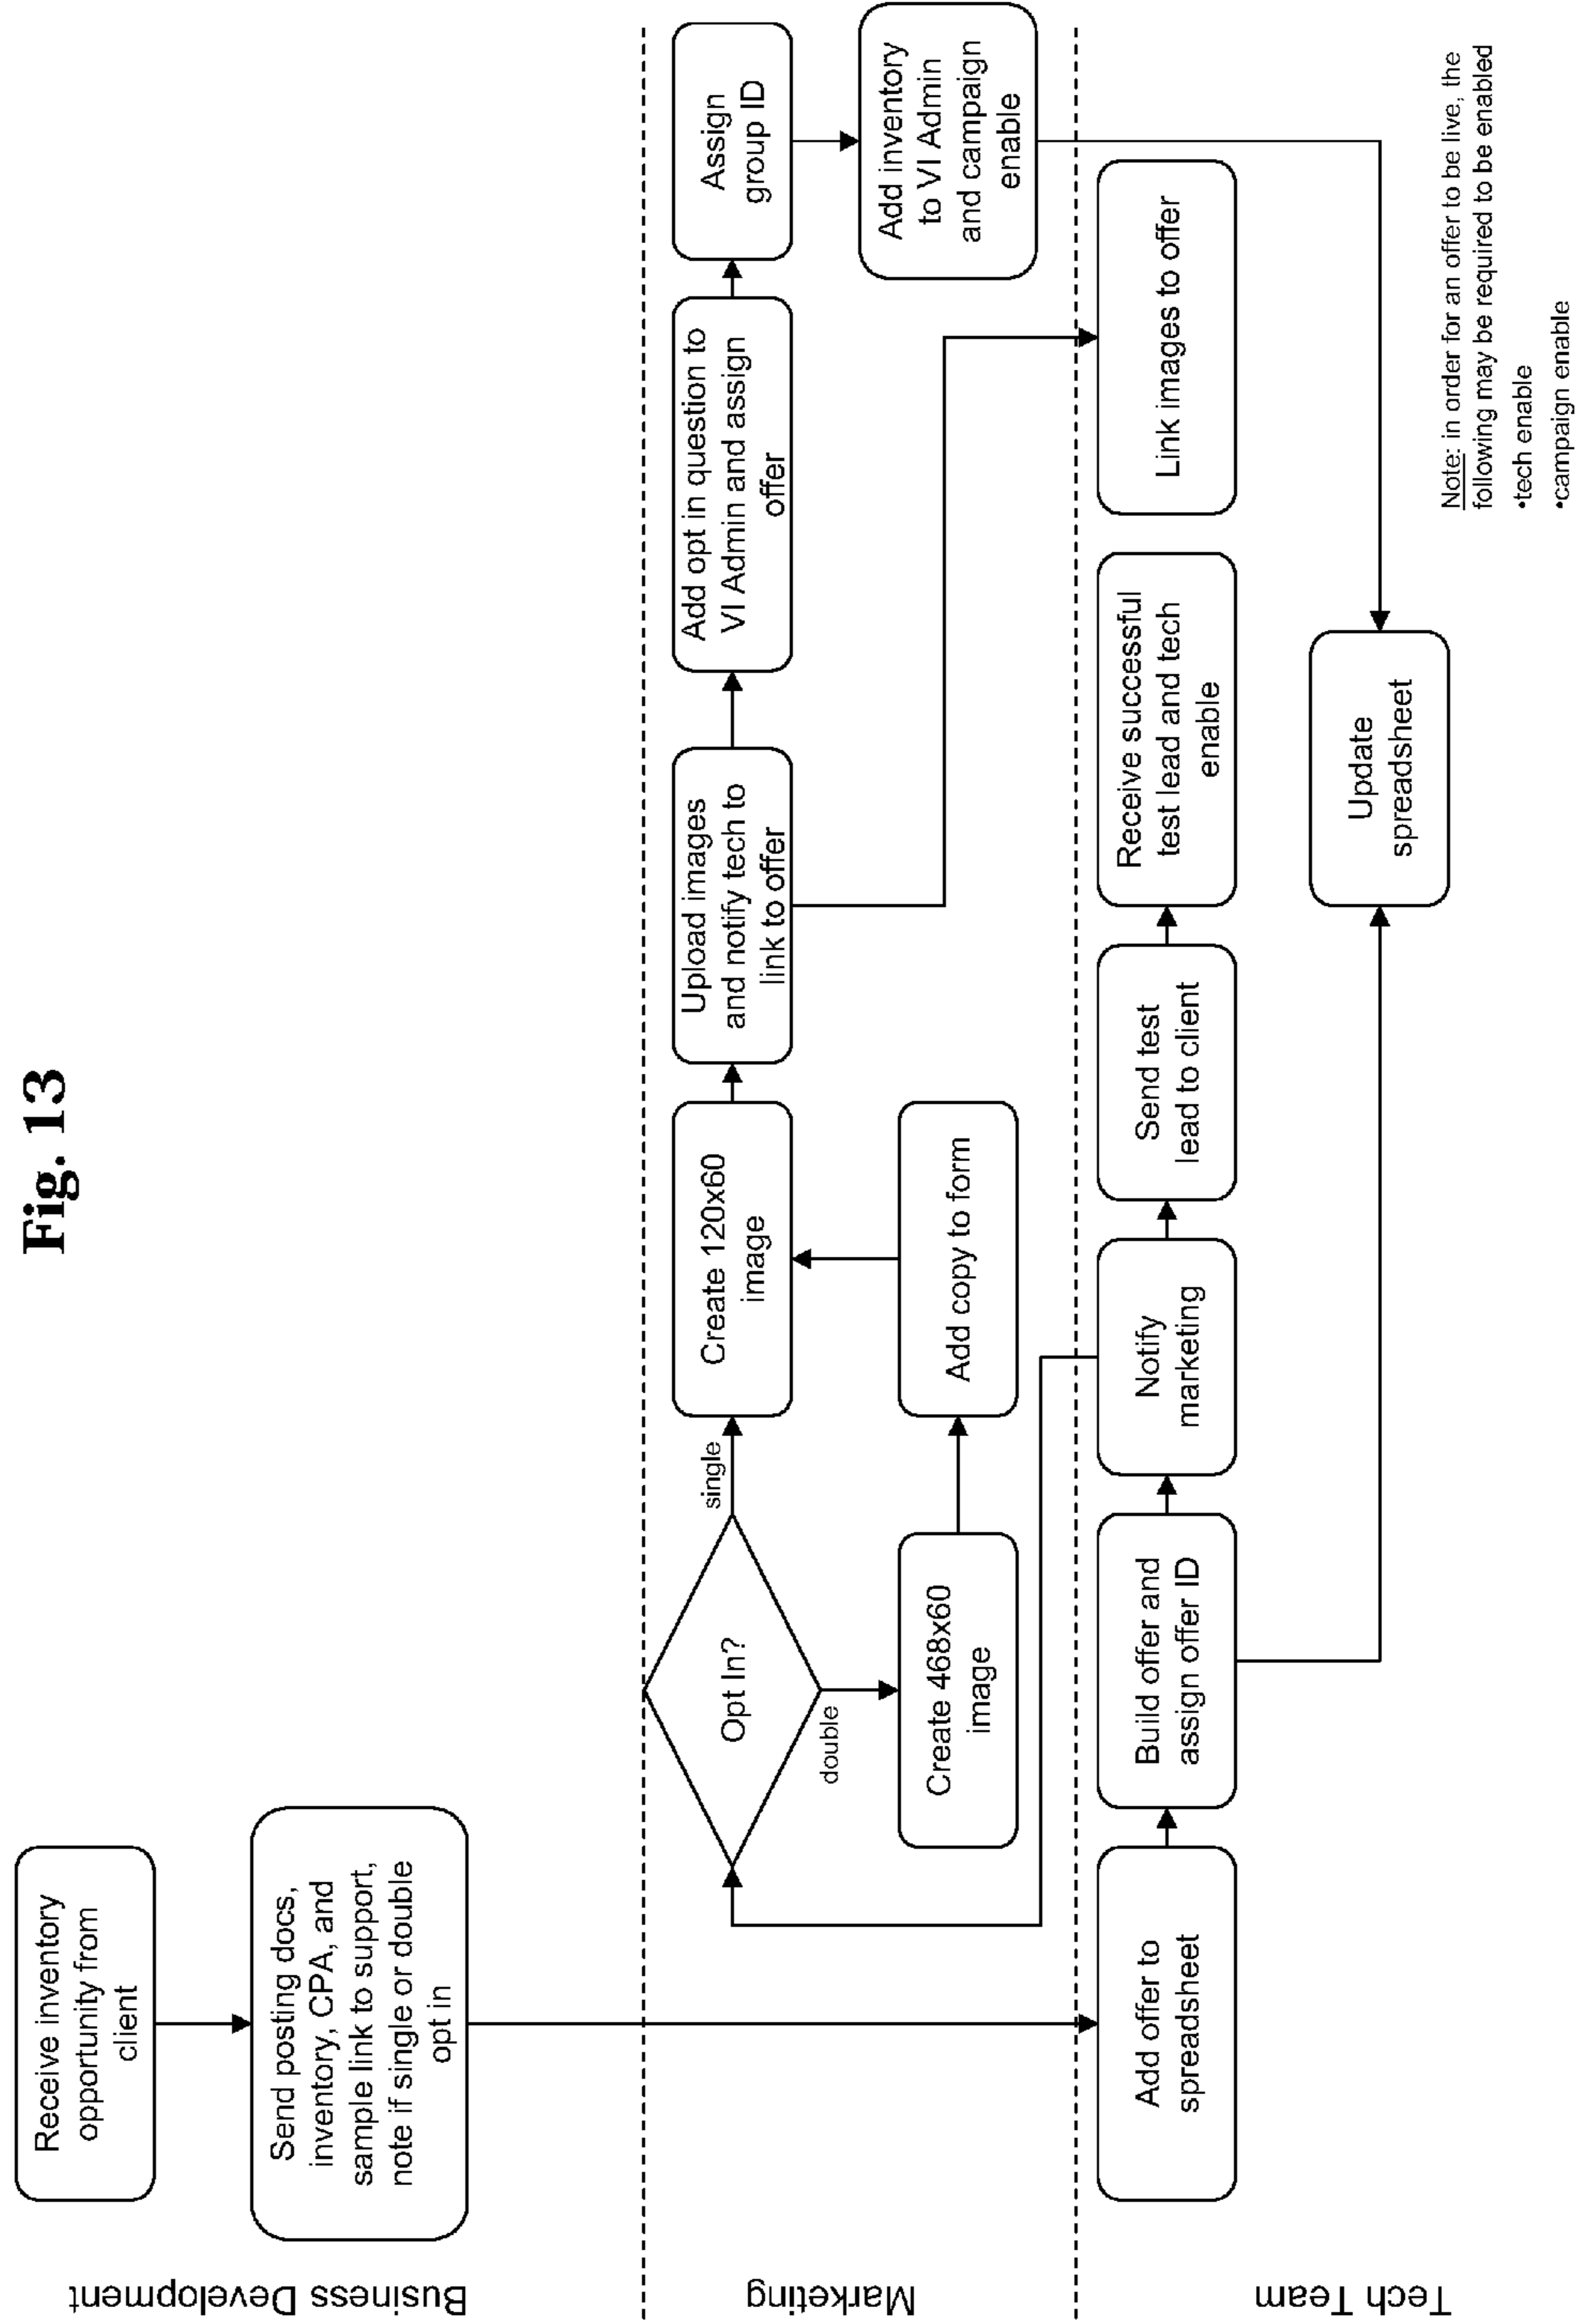 Fig. 13
Business Development
Receive inventory
opportunity from
client
Send posting docs,
inventory, CPA, and
sample link to support,
note if single or double
opt in
Marketing
Opt In?
single
double
Create 468x60
image
Add copy to form
Create 120x60
image
Upload images
and notify tech to
link to offer
Add opt in question to
VI Admin and assign
offer
Assign
group ID
Add inventory
to VI Admin
and campaign
enable
Tech Team
Add offer to
spreadsheet
Build offer and
assign offer ID
Notify
marketing
Send test
lead to client
Receive successful
test lead and tech
enable
Link images to offer
Update
spreadsheet
Note: in order for an offer to be live, the
following may be required to be enabled
•tech enable
•campaign enable